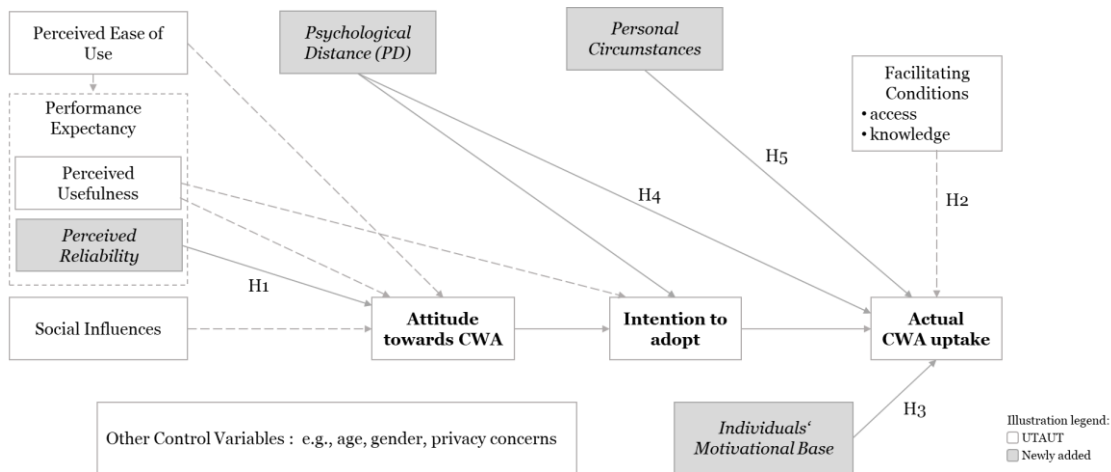 Perceived Ease of
Use
Psychological
Distance (PD)
Personal
Circumstances
Facilitating
Conditions
• access
• knowledge
Performance
Expectancy
Perceived
Usefulness
Perceived
Reliability
H5
H4
H2
H1
Social Influences
Attitude
towards CWA
Intention to
adopt
Actual
CWA uptake
H3
Other Control Variables : e.g., age, gender, privacy concerns
Individuals‘
Motivational Base
Illustration legend:
UTAUT
Newly added